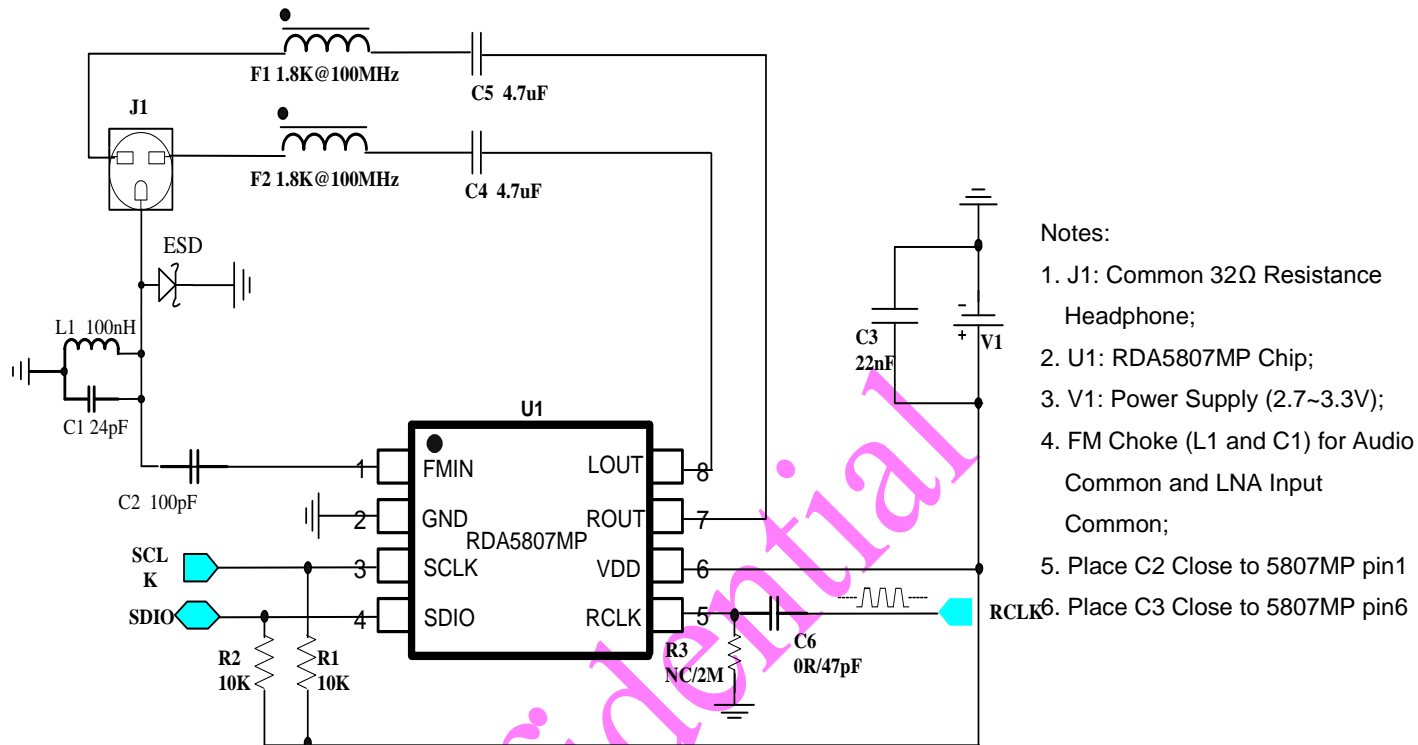 F1 1.8K@100MHz
C5 4.7uF
J1
F2 1.8K@100MHz
C4 4.7uF
ESD
L1 100nH
C1 24pF
C2 100pF
C3
22nF
-
+
V1
U1
1
FMIN
LOUT
8
2
GND
ROUT
7
RDA5807MP
3
SCLK
VDD
6
4
SDIO
RCLK
5
SCL
K
SDIO
R2
10K
R1
10K
R3
NC/2M
C6
0R/47pF
RCLK
Notes:
1. J1: Common 32Ω Resistance
Headphone;
2. U1: RDA5807MP Chip;
3. V1: Power Supply (2.7~3.3V);
4. FM Choke (L1 and C1) for Audio
Common and LNA Input
Common;
5. Place C2 Close to 5807MP pin1
6. Place C3 Close to 5807MP pin6
fidential